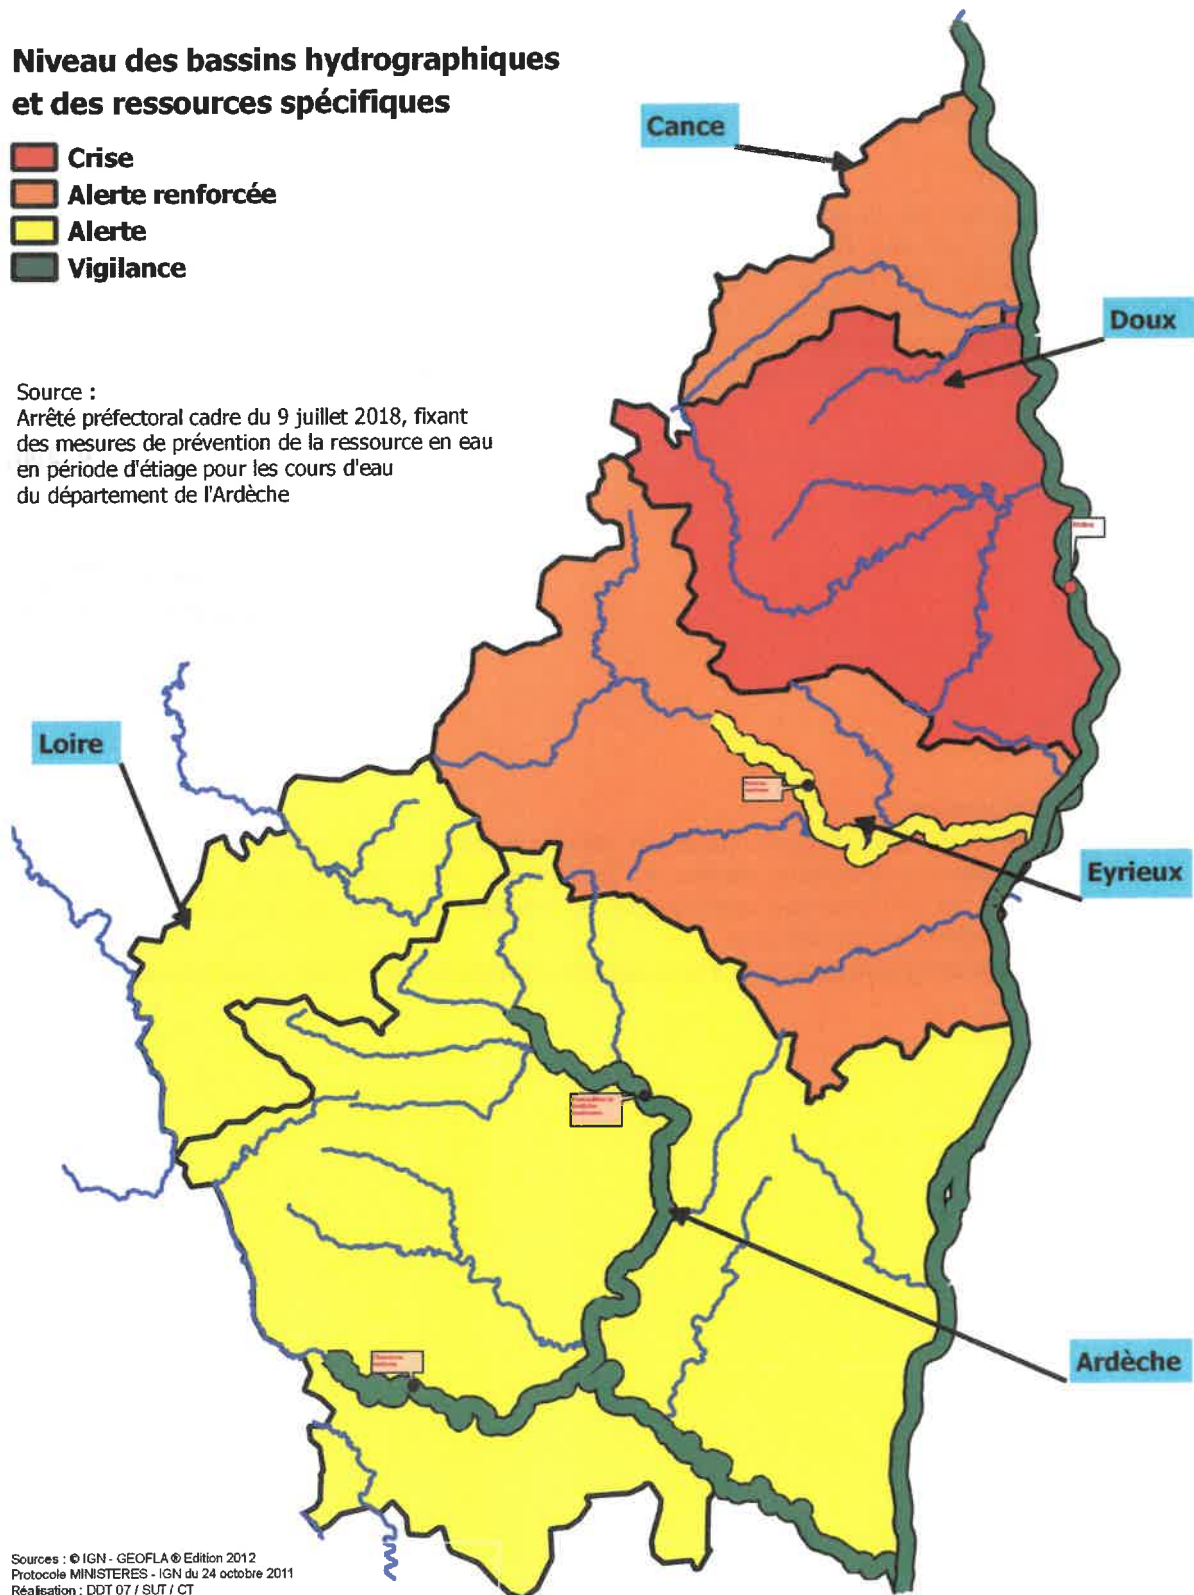 Niveau des bassins hydrographiques
et des ressources spécifiques
Crise
Alerte renforcée
Alerte
Vigilance
Source :
Arrêté préfectoral cadre du 9 juillet 2018, fixant
des mesures de prévention de la ressource en eau
en période d'étiage pour les cours d'eau
du département de l'Ardèche
Cance
Doux
Loire
Eyrieux
Ardèche
Sources : © IGN - GEOFLA ® Edition 2012
Protocole MINISTERES - IGN du 24 octobre 2011
Réalisation : DDT 07 / SUT / CT